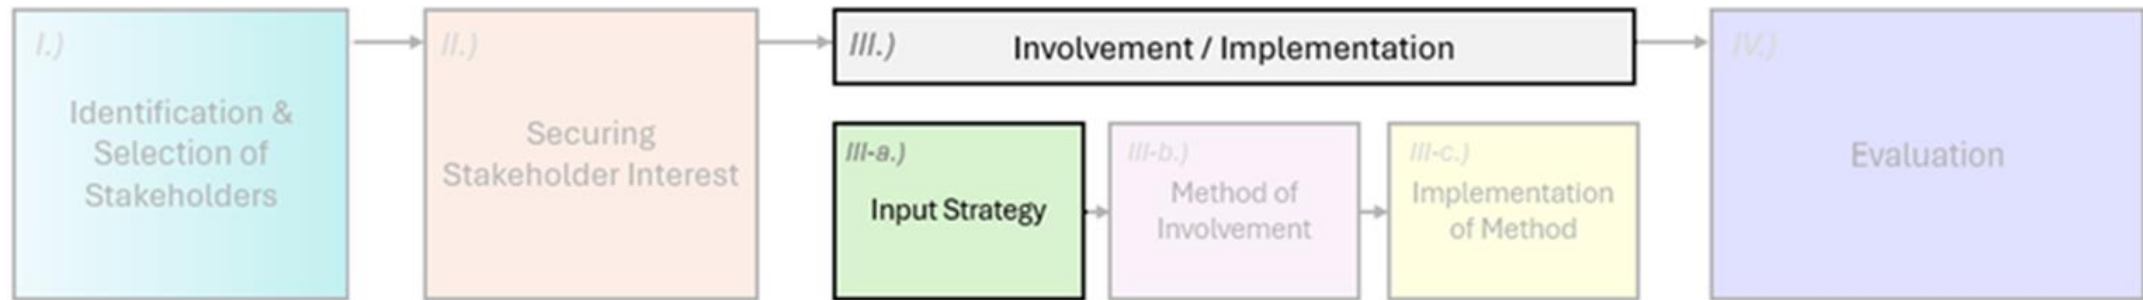 I.)
Identification &
Selection of
Stakeholders
II.)
Securing
Stakeholder Interest
III.) Involvement / Implementation
III-a.)
Input Strategy
III-b.)
Method of
Involvement
III-c.)
Implementation
of Method
IV.)
Evaluation